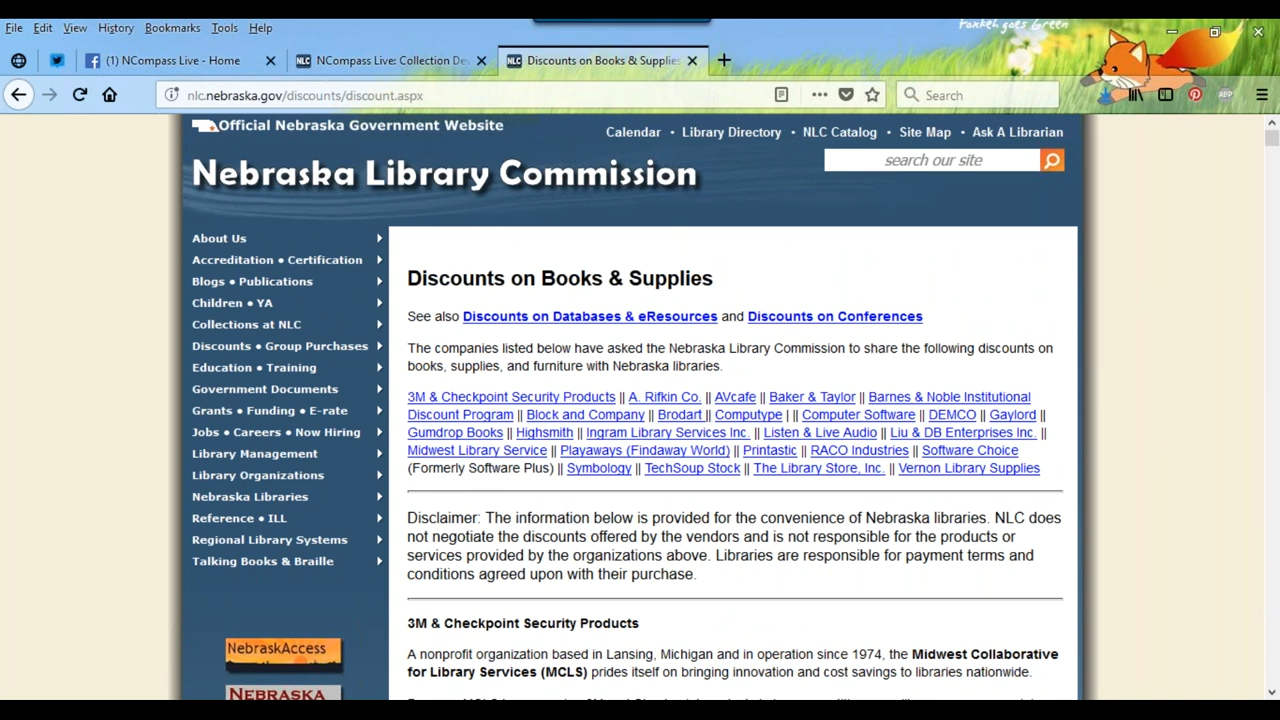 Foxkeh goes Green
File Edit View History Bookmarks Tools Help
(1) NCompass Live - Home
NLC NCompass Live: Collection De
NLC Discounts on Books & Supplies
nlc.nebraska.gov/discounts/discount.aspx
Search
ABP
Official Nebraska Government Website
Calendar • Library Directory • NLC Catalog • Site Map • Ask A Librarian
search our site
Nebraska Library Commission
About Us
Accreditation • Certification
Blogs • Publications
Children • YA
Collections at NLC
Discounts • Group Purchases
Education • Training
Government Documents
Grants • Funding • E-rate
Jobs • Careers • Now Hiring
Library Management
Library Organizations
Nebraska Libraries
Reference • ILL
Regional Library Systems
Talking Books & Braille
NebraskAccess
NEBRASKA
Discounts on Books & Supplies
See also Discounts on Databases & eResources and Discounts on Conferences
The companies listed below have asked the Nebraska Library Commission to share the following discounts on
books, supplies, and furniture with Nebraska libraries.
3M & Checkpoint Security Products || A. Rifkin Co. || AVcafe || Baker & Taylor || Barnes & Noble Institutional
Discount Program || Block and Company || Brodart || Computype | | Computer Software || DEMCO || Gaylord ||
Gumdrop Books || Highsmith || Ingram Library Services Inc. || Listen & Live Audio || Liu & DB Enterprises Inc. ||
Midwest Library Service || Playaways (Findaway World) || Printastic || RACO Industries || Software Choice
(Formerly Software Plus) || Symbology || TechSoup Stock || The Library Store, Inc. || Vernon Library Supplies
Disclaimer: The information below is provided for the convenience of Nebraska libraries. NLC does
not negotiate the discounts offered by the vendors and is not responsible for the products or
services provided by the organizations above. Libraries are responsible for payment terms and
conditions agreed upon with their purchase.
3M & Checkpoint Security Products
A nonprofit organization based in Lansing, Michigan and in operation since 1974, the Midwest Collaborative
for Library Services (MCLS) prides itself on bringing innovation and cost savings to libraries nationwide.